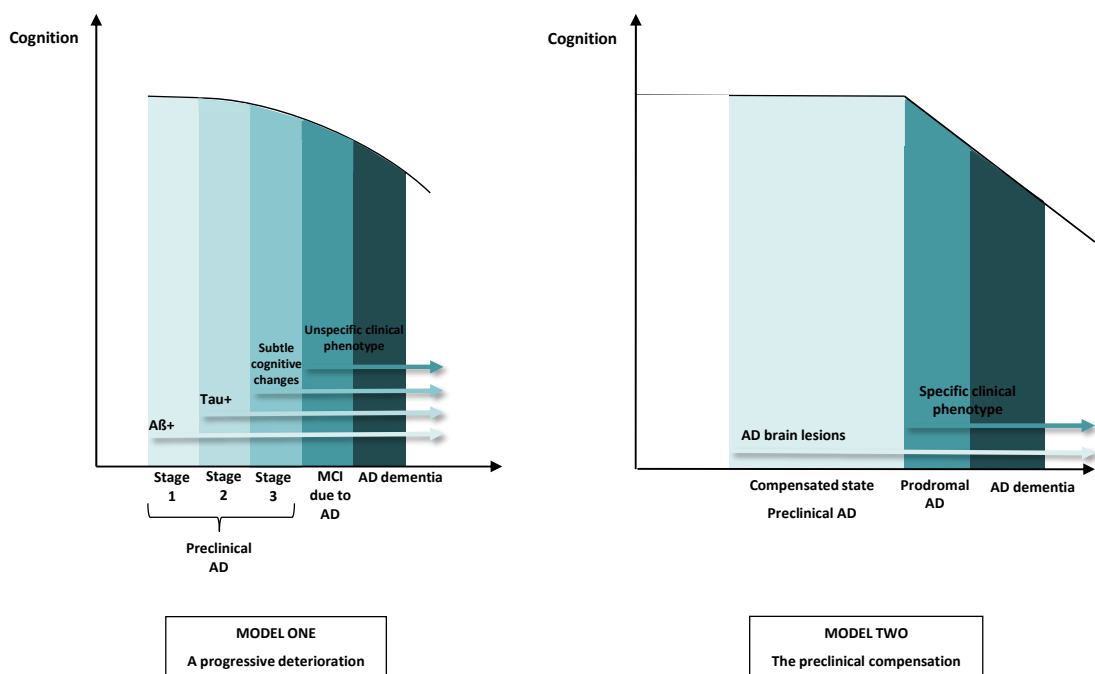 Cognition
Unspecific clinical
phenotype
Subtle
cognitive
changes
Tau+
Aß+
Stage
1
Stage
2
Stage
3
MCI
due to
AD
AD dementia
Preclinical
AD
MODEL ONE
A progressive deterioration
Cognition
Specific clinical
phenotype
AD brain lesions
Compensated state
Preclinical AD
Prodromal
AD
AD dementia
MODEL TWO
The preclinical compensation